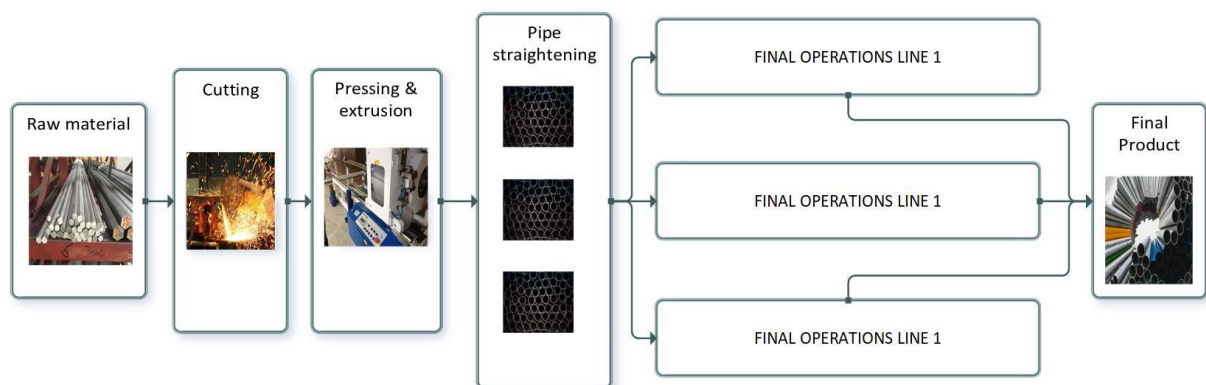 Raw material
Cutting
Pressing &
extrusion
Pipe
straightening
FINAL OPERATIONS LINE 1
FINAL OPERATIONS LINE 1
FINAL OPERATIONS LINE 1
Final
Product